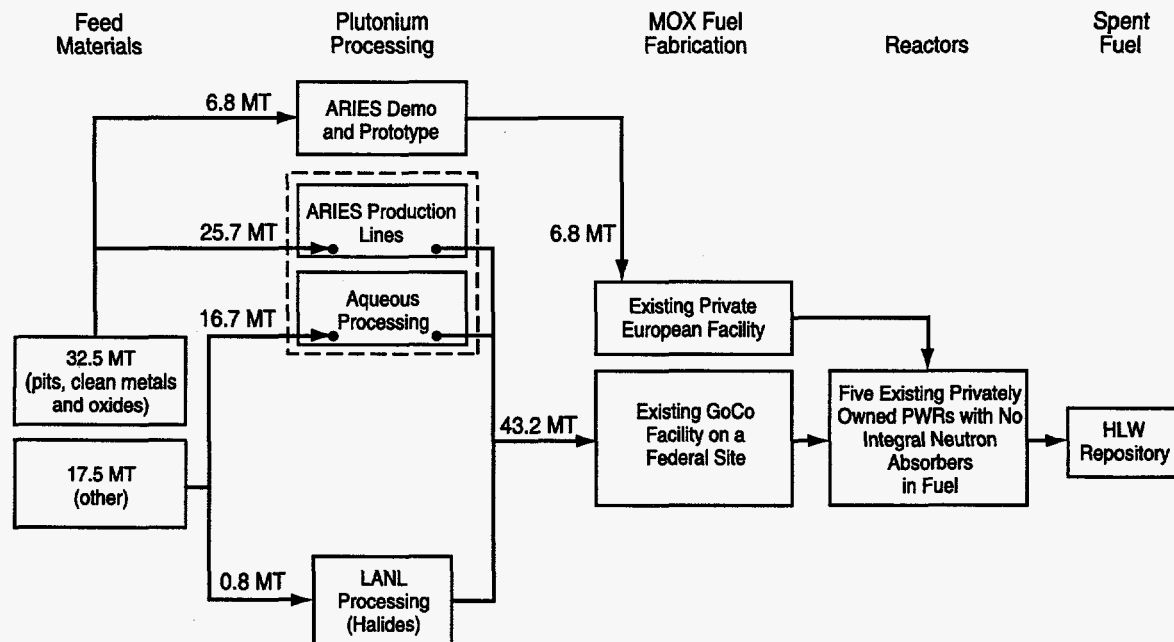 Feed
Materials
Plutonium
Processing
MOX Fuel
Fabrication
Reactors
Spent
Fuel
6.8 MT
ARIES Demo
and Prototype
25.7 MT
ARIES Production
Lines
6.8 MT
16.7 MT
Aqueous
Processing
Existing Private
European Facility
32.5 MT
(pits, clean metals
and oxides)
43.2 MT
Existing GoCo
Facility on a
Federal Site
Five Existing Privately
Owned PWRs with No
Integral Neutron
Absorbers
in Fuel
HLW
Repository
17.5 MT
(other)
0.8 MT
LANL
Processing
(Halides)